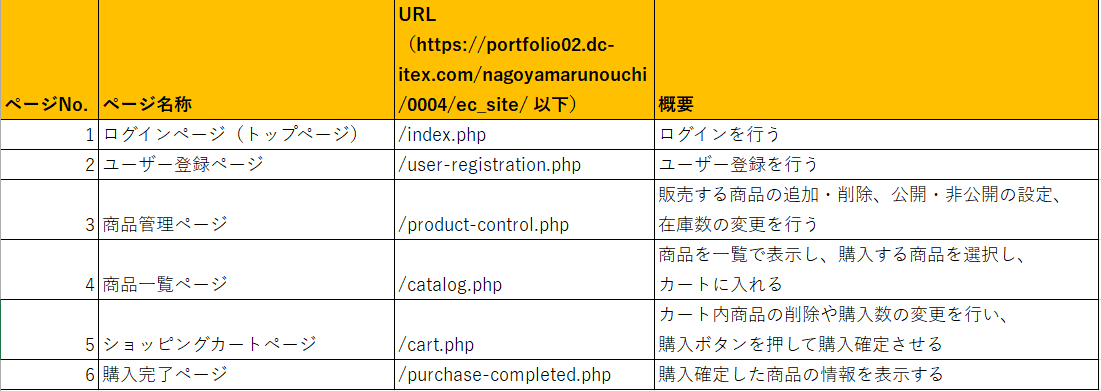 URL
（https://portfolio02.dc-
itex.com/nagoyamarunouchi
ページNo. ページ名称 /0004/ec_site/ 以下） 概要
1 ログインページ（トップページ） /index.php ログインを行う
2 ユーザー登録ページ /user-registration.php ユーザー登録を行う
販売する商品の追加・削除、公開・非公開の設定、
3 商品管理ページ /product-control.php 在庫数の変更を行う
商品を一覧で表示し、購入する商品を選択し、
4 商品一覧ページ /catalog.php カートに入れる
カート内商品の削除や購入数の変更を行い、
5 ショッピングカートページ /cart.php 購入ボタンを押して購入確定させる
6 購入完了ページ /purchase-completed.php 購入確定した商品の情報を表示する